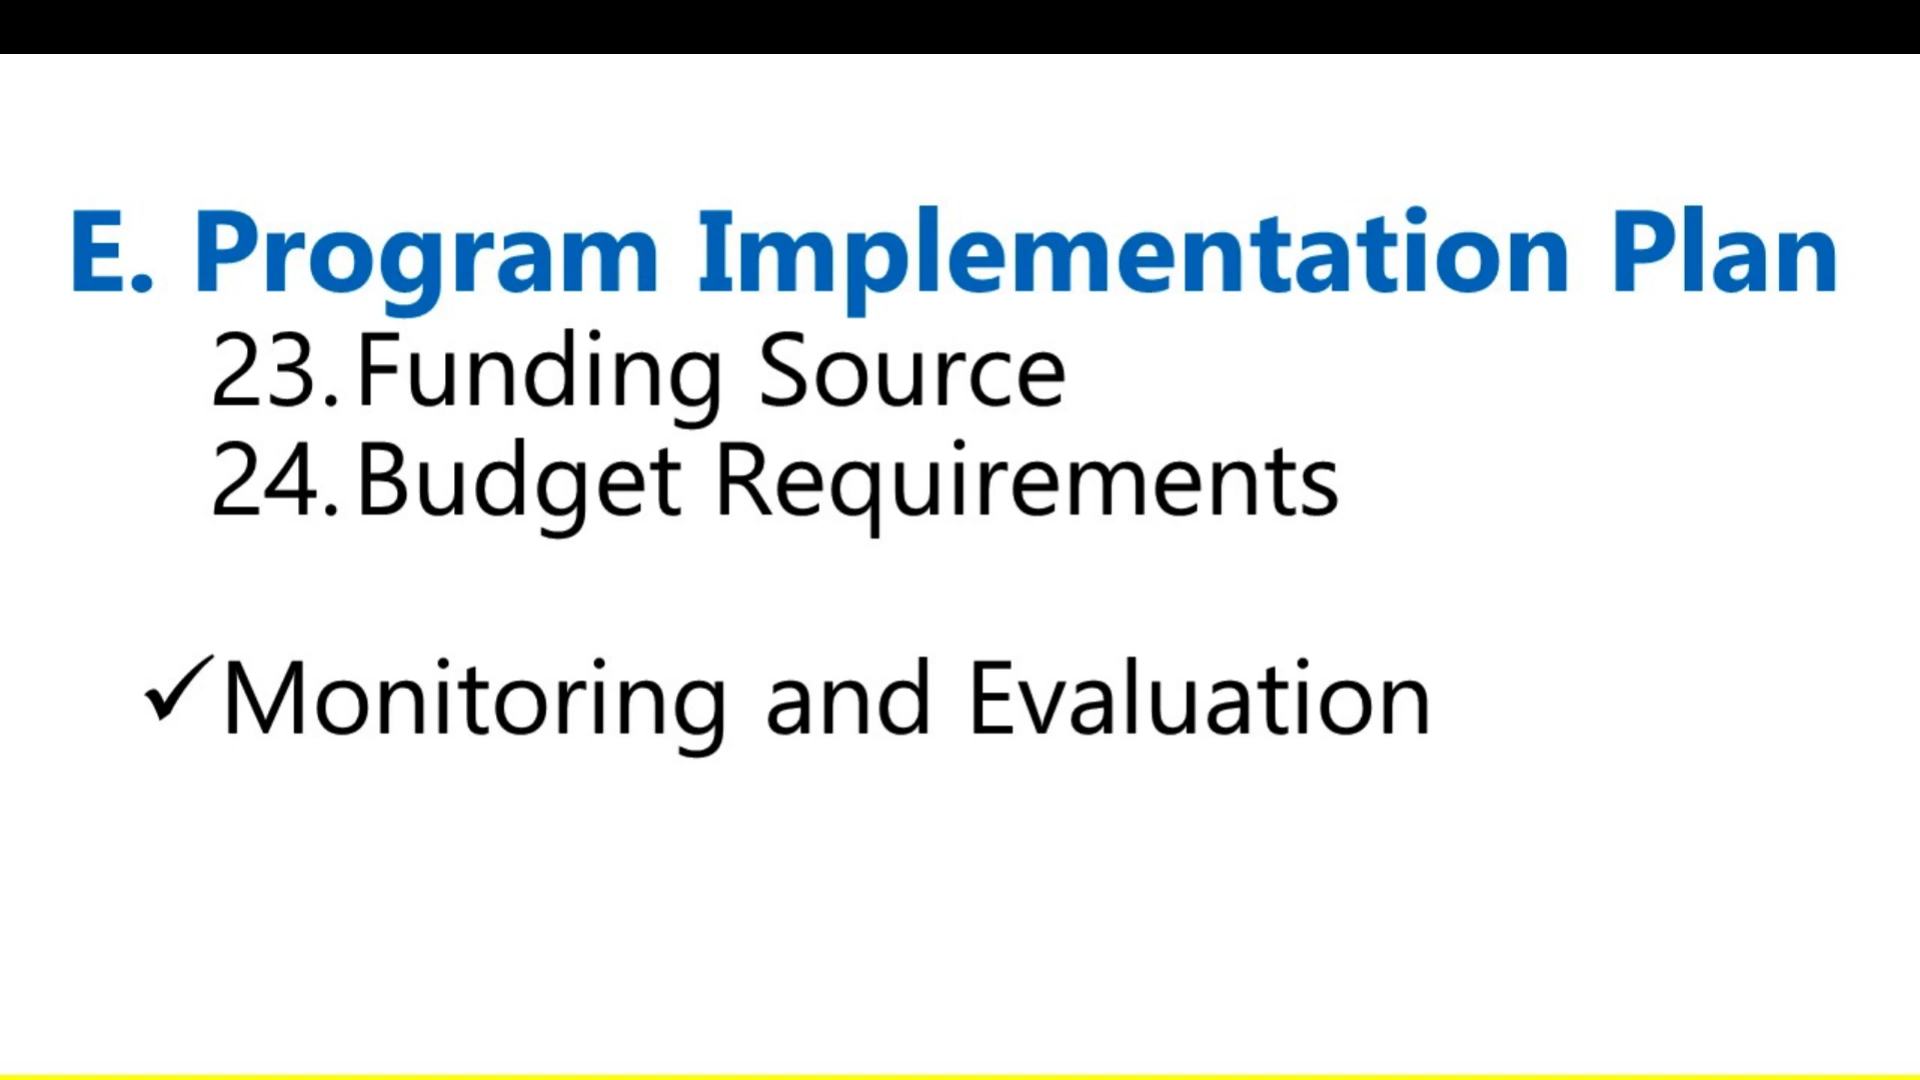 E. Program Implementation Plan
23. Funding Source
24. Budget Requirements
✓Monitoring and Evaluation